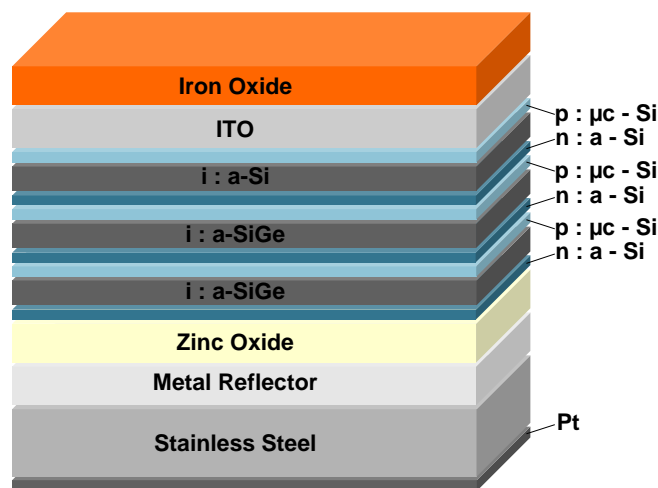 Iron Oxide
ITO
p : µc - Si
n : a - Si
i : a-Si
p : µc - Si
n : a - Si
i : a-SiGe
p : µc - Si
n : a - Si
i : a-SiGe
Zinc Oxide
Metal Reflector
Stainless Steel
Pt